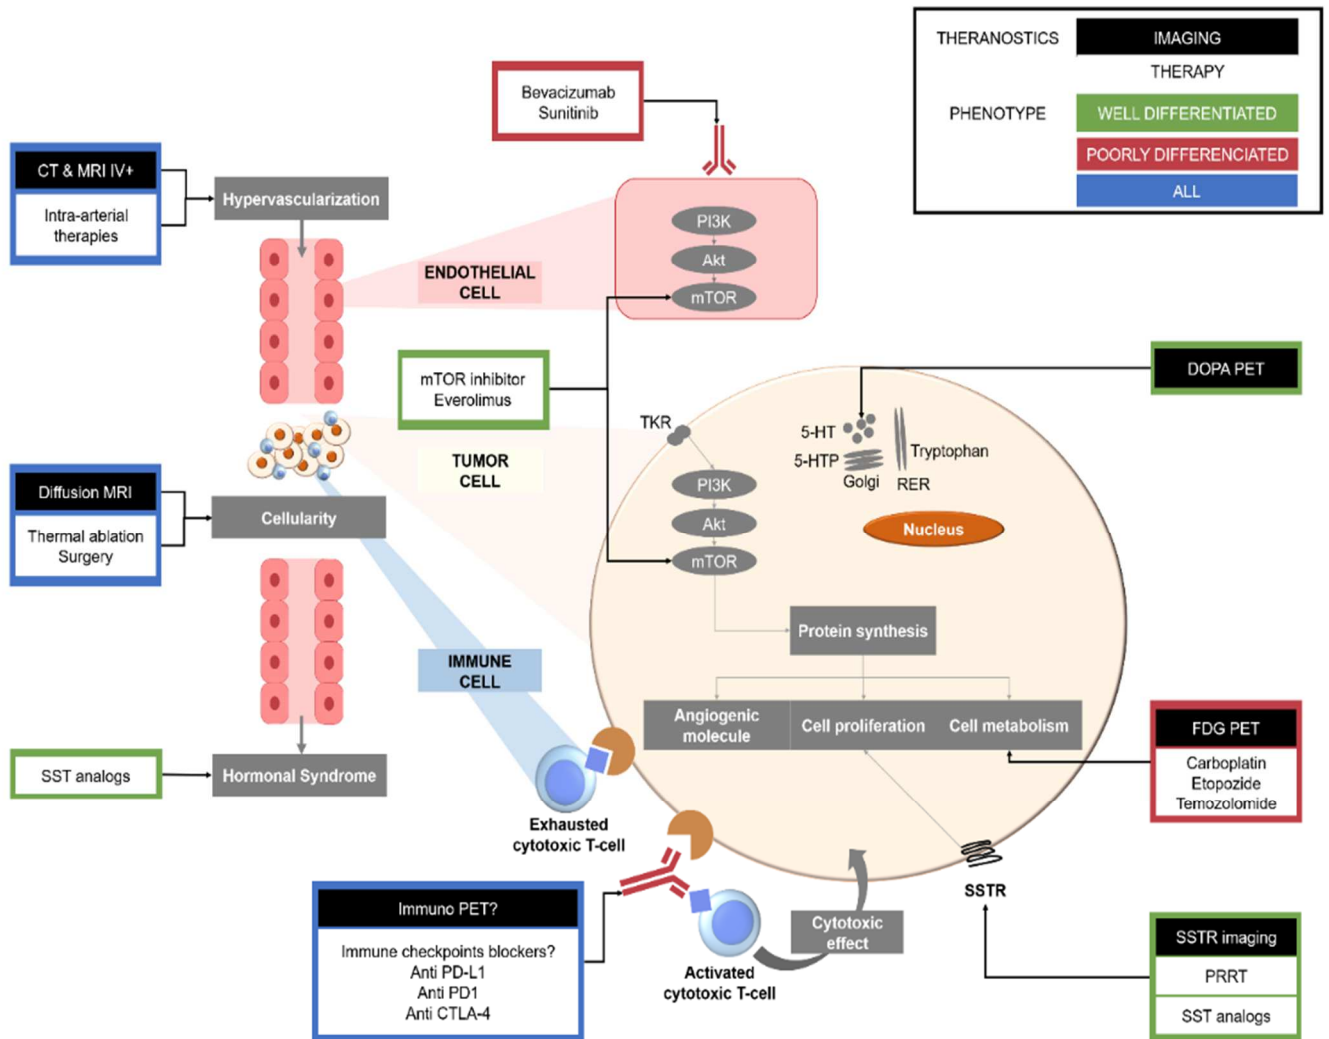 THERANOSTICS
IMAGING
THERAPY
PHENOTYPE
WELL DIFFERENTIATED
POORLY DIFFERENCIATED
ALL
Bevacizumab
Sunitinib
CT & MRI IV+
Intra-arterial
therapies
Hypervascularization
PI3K
Akt
mTOR
ENDOTHELIAL
CELL
mTOR inhibitor
Everolimus
DOPA PET
TKR
5-HT
5-HTP
Golgi
RER
Tryptophan
TUMOR
CELL
PI3K
Akt
mTOR
Nucleus
Diffusion MRI
Thermal ablation
Surgery
Cellularity
Protein synthesis
IMMUNE
CELL
Angiogenic
molecule
Cell proliferation
Cell metabolism
FDG PET
Carboplatin
Etopozide
Temozolomide
SST analogs
Hormonal Syndrome
Exhausted
cytotoxic T-cell
SSTR
Immuno PET?
Immune checkpoints blockers?
Anti PD-L1
Anti PD1
Anti CTLA-4
Cytotoxic
effect
Activated
cytotoxic T-cell
SSTR imaging
PRRT
SST analogs